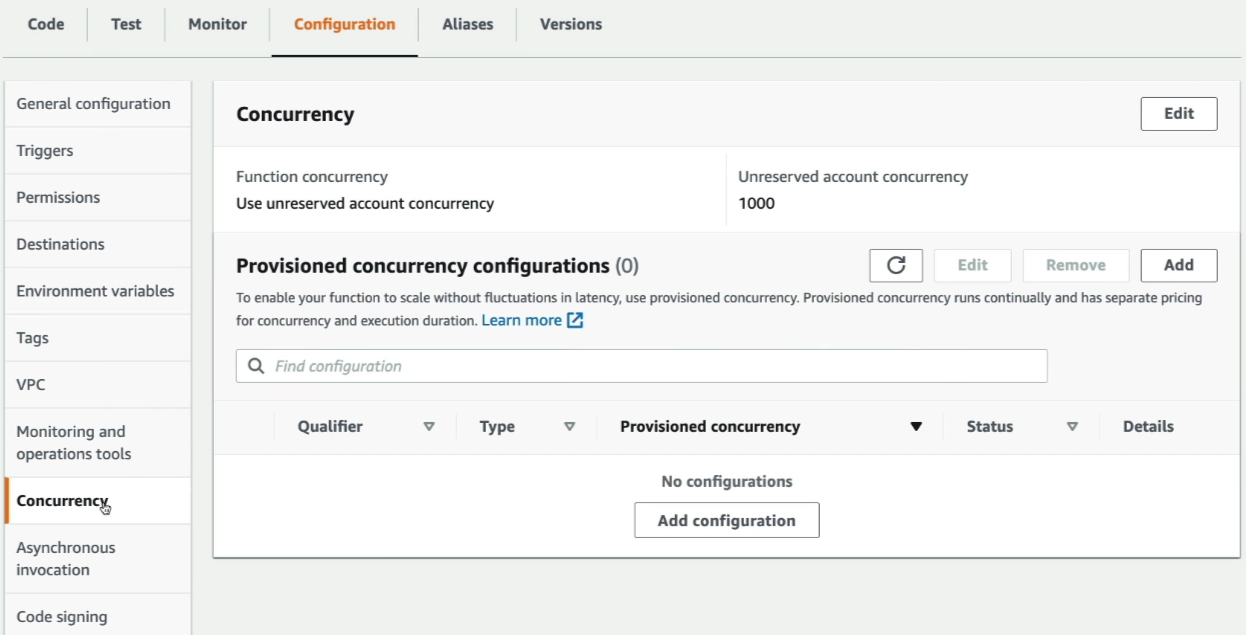 Code Test Monitor Configuration Aliases Versions
General configuration
Triggers
Permissions
Destinations
Environment variables
Tags
VPC
Monitoring and
operations tools
Concurrency
Asynchronous
invocation
Code signing
Concurrency Edit
Function concurrency
Use unreserved account concurrency
Unreserved account concurrency
1000
Provisioned concurrency configurations (0) Edit Remove Add
To enable your function to scale without fluctuations in latency, use provisioned concurrency. Provisioned concurrency runs continually and has separate pricing
for concurrency and execution duration. Learn more
Find configuration
Qualifier Type Provisioned concurrency Status Details
No configurations
Add configuration